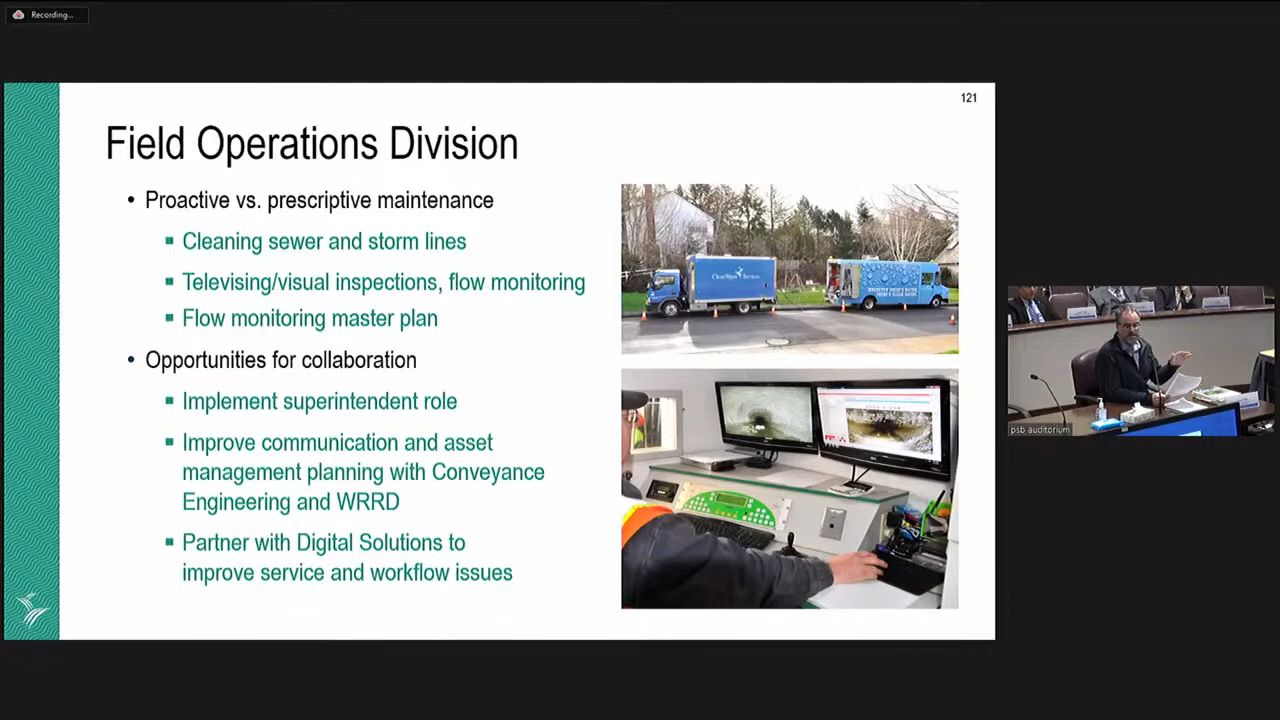 Recording...
121
Field Operations Division
• Proactive vs. prescriptive maintenance
▪ Cleaning sewer and storm lines
▪ Televising/visual inspections, flow monitoring
▪ Flow monitoring master plan
• Opportunities for collaboration
▪ Implement superintendent role
▪ Improve communication and asset
management planning with Conveyance
Engineering and WRRD
▪ Partner with Digital Solutions to
improve service and workflow issues
CleanWater Services
psb auditorium